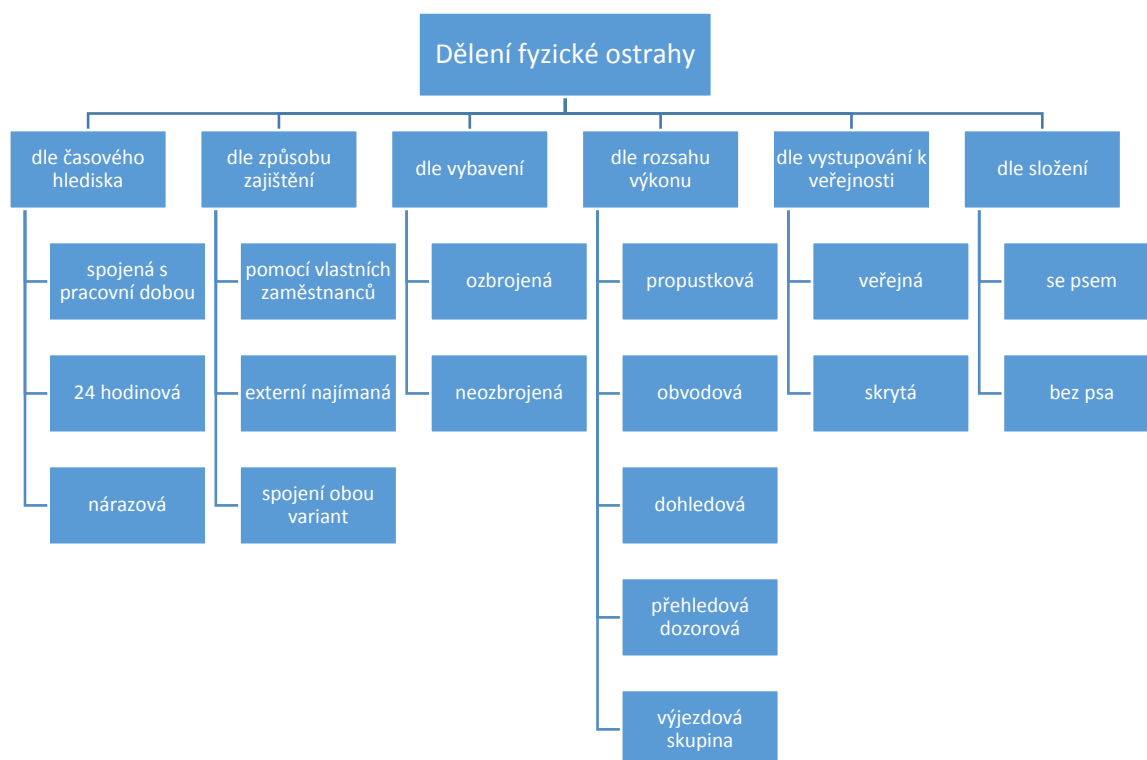 Dělení fyzické ostrahy
dle časového
hlediska
spojená s
pracovní dobou
24 hodinová
nárazová
dle způsobu
zajištění
pomocí vlastních
zaměstnanců
externí najímaná
spojení obou
variant
dle vybavení
ozbrojená
neozbrojená
dle rozsahu
výkonu
propustková
obvodová
dohledová
přehledová
dozorová
výjezdová
skupina
dle vystupování k
veřejnosti
veřejná
skrytá
dle složení
se psem
bez psa